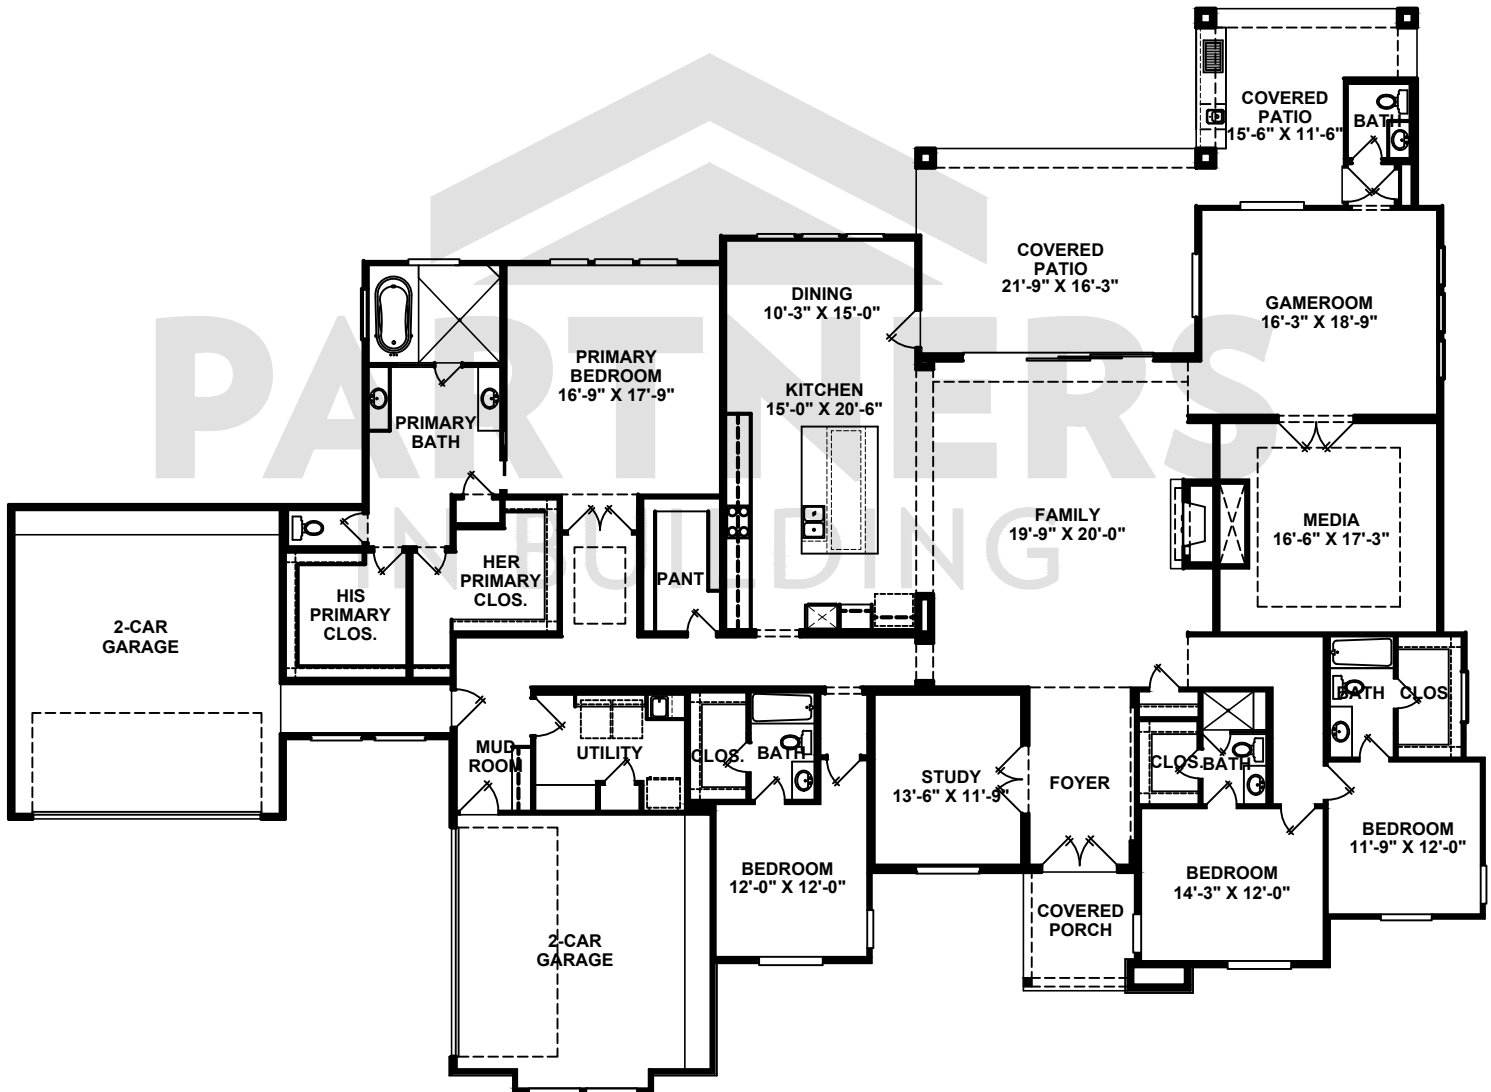 COVERED
PATIO
15'-6" X 11'-6"
BATH
COVERED
PATIO
21'-9" X 16'-3"
DINING
10'-3" X 15'-0"
GAMEROOM
16'-3" X 18'-9"
PRIMARY
BEDROOM
16'-9" X 17'-9"
KITCHEN
15'-0" X 20'-6"
PRIMARY
BATH
PARTNERS
IN BUILDING
FAMILY
19'-9" X 20'-0"
MEDIA
16'-6" X 17'-3"
HER
PRIMARY
CLOS.
PANT
HIS
PRIMARY
CLOS.
2-CAR
GARAGE
BATH
CLOS.
MUD
ROOM
UTILITY
CLOS.
BATH
STUDY
13'-6" X 11'-9"
FOYER
CLOS.
BATH
BEDROOM
11'-9" X 12'-0"
BEDROOM
12'-0" X 12'-0"
BEDROOM
14'-3" X 12'-0"
COVERED
PORCH
2-CAR
GARAGE